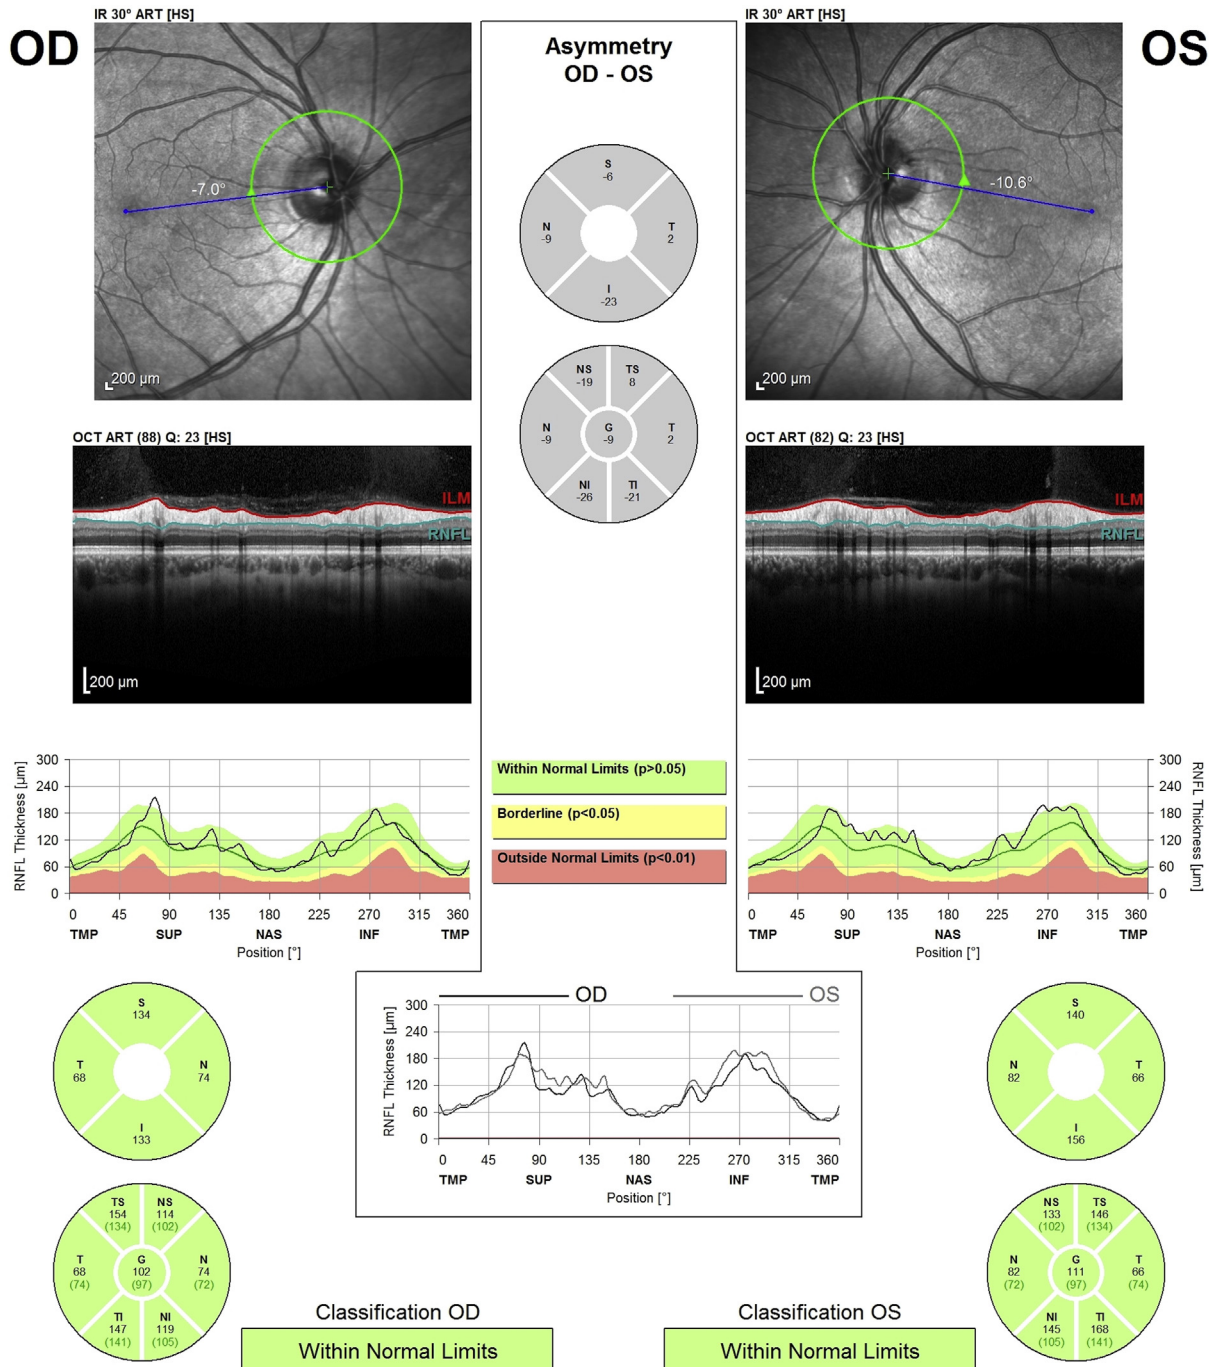 IR 30° ART [HS]
OD
-7.0°
200 µm
Asymmetry
OD - OS
S
-6
N
-9
T
2
I
-23
NS
-19
TS
8
N
-9
G
-9
T
2
NI
-26
TI
-21
IR 30° ART [HS]
OS
-10.6°
200 µm
OCT ART (88) Q: 23 [HS]
ILM
RNFL
200 µm
OCT ART (82) Q: 23 [HS]
ILM
RNFL
200 µm
RNFL Thickness [µm]
300
240
180
120
60
0
0 45 90 135 180 225 270 315 360
TMP SUP NAS INF TMP
Position [°]
Within Normal Limits (p>0.05)
Borderline (p<0.05)
Outside Normal Limits (p<0.01)
300
240
180
120
60
0
RNFL Thickness [µm]
0 45 90 135 180 225 270 315 360
TMP SUP NAS INF TMP
Position [°]
S
134
T
68
N
74
I
133
TS
154
(134)
NS
114
(102)
T
68
(74)
G
102
(97)
N
74
(72)
TI
147
(141)
NI
119
(105)
OD OS
RNFL Thickness [µm]
300
240
180
120
60
0
0 45 90 135 180 225 270 315 360
TMP SUP NAS INF TMP
Position [°]
S
140
N
82
T
66
I
156
NS
133
(102)
TS
146
(134)
N
82
(72)
G
111
(97)
T
66
(74)
NI
145
(105)
TI
168
(141)
Classification OD
Within Normal Limits
Classification OS
Within Normal Limits